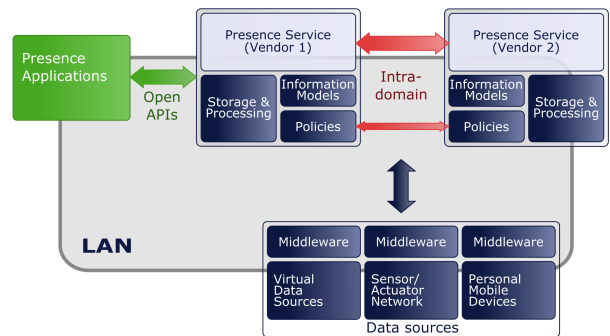 Presence
Applications
Open
APIs
Presence Service
(Vendor 1)
Storage &
Processing
Information
Models
Policies
Intra-
domain
Presence Service
(Vendor 2)
Information
Models
Policies
Storage &
Processing
LAN
Middleware
Middleware
Middleware
Virtual
Data
Sources
Sensor/
Actuator
Network
Personal
Mobile
Devices
Data sources